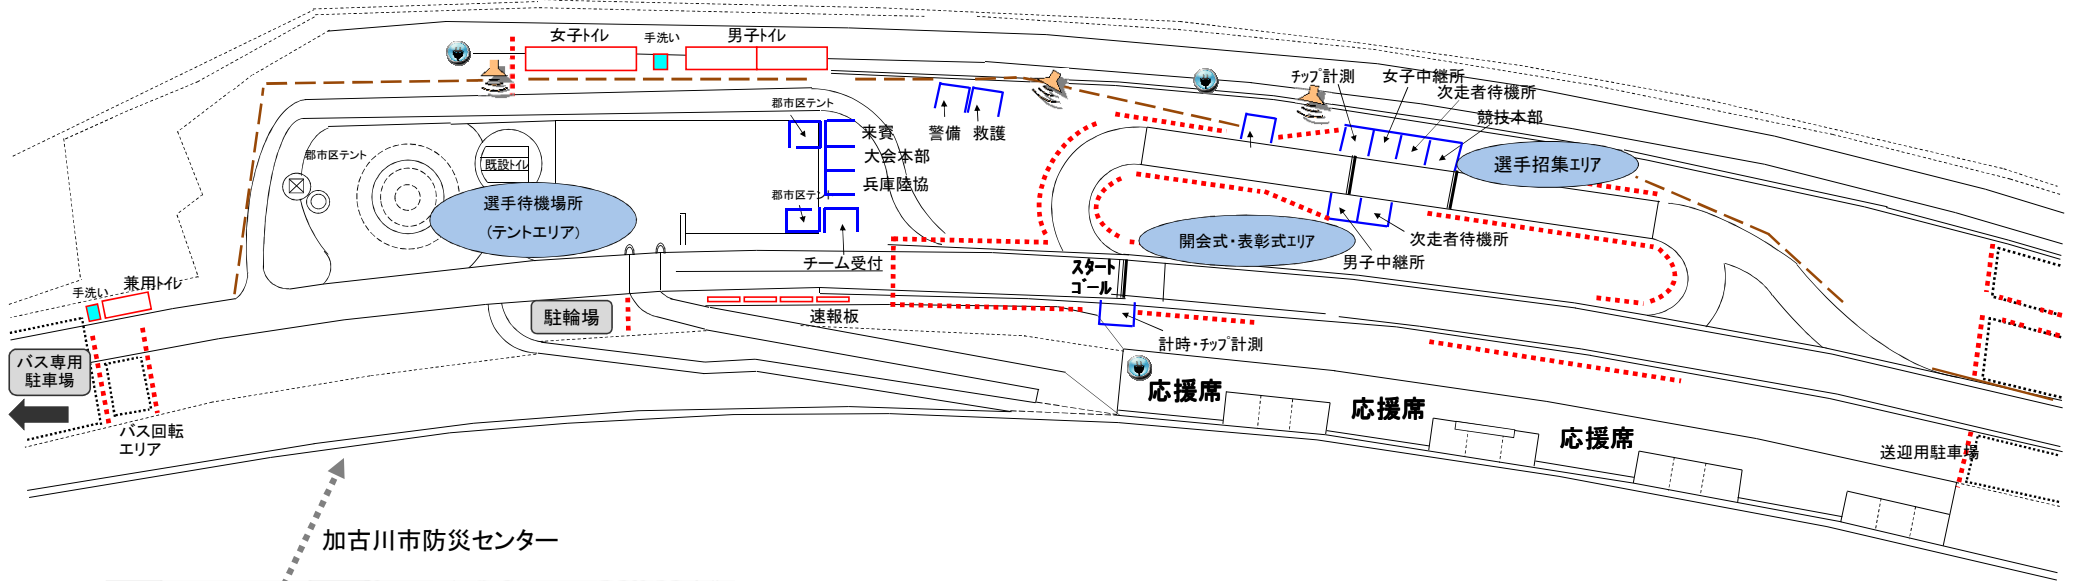 女子トイレ
手洗い
男子トイレ
チップ計測
女子中継所
次走者待機所
競技本部
郡市区テント
来賓
警備
救護
大会本部
兵庫陸協
郡市区テント
既設トイレ
郡市区テント
選手招集エリア
選手待機場所
(テントエリア)
開会式・表彰式エリア
次走者待機所
男子中継所
チーム受付
スタート
ゴール
手洗い
兼用トイレ
駐輪場
速報板
計時・チップ計測
バス専用
駐車場
応援席
応援席
応援席
バス回転
エリア
送迎用駐車場
加古川市防災センター